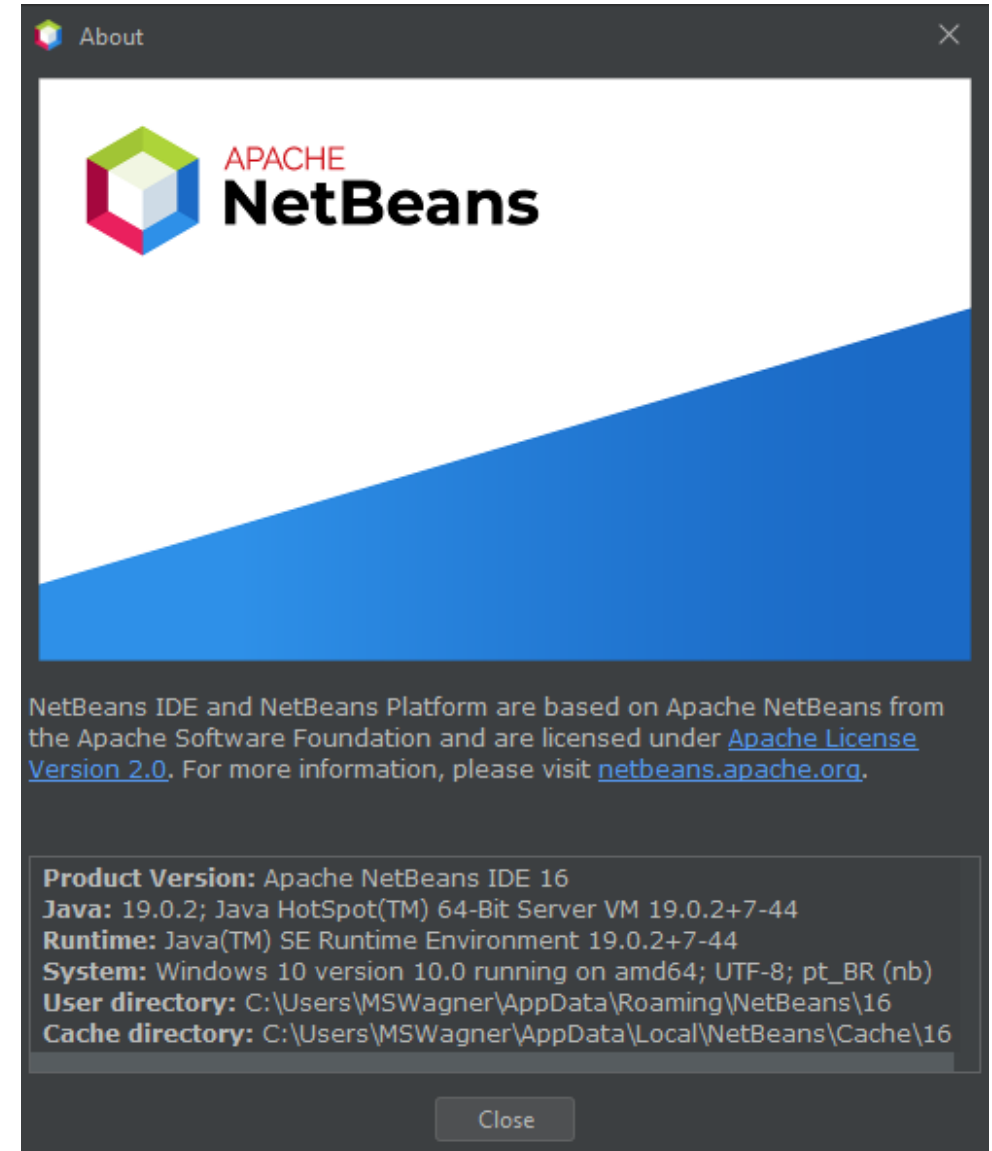 About
APACHE
NetBeans
NetBeans IDE and NetBeans Platform are based on Apache NetBeans from
the Apache Software Foundation and are licensed under Apache License
Version 2.0. For more information, please visit netbeans.apache.org.
Product Version: Apache NetBeans IDE 16
Java: 19.0.2; Java HotSpot(TM) 64-Bit Server VM 19.0.2+7-44
Runtime: Java(TM) SE Runtime Environment 19.0.2+7-44
System: Windows 10 version 10.0 running on amd64; UTF-8; pt_BR (nb)
User directory: C:\Users\MSWagner\AppData\Roaming\NetBeans\16
Cache directory: C:\Users\MSWagner\AppData\Local\NetBeans\Cache\16
Close